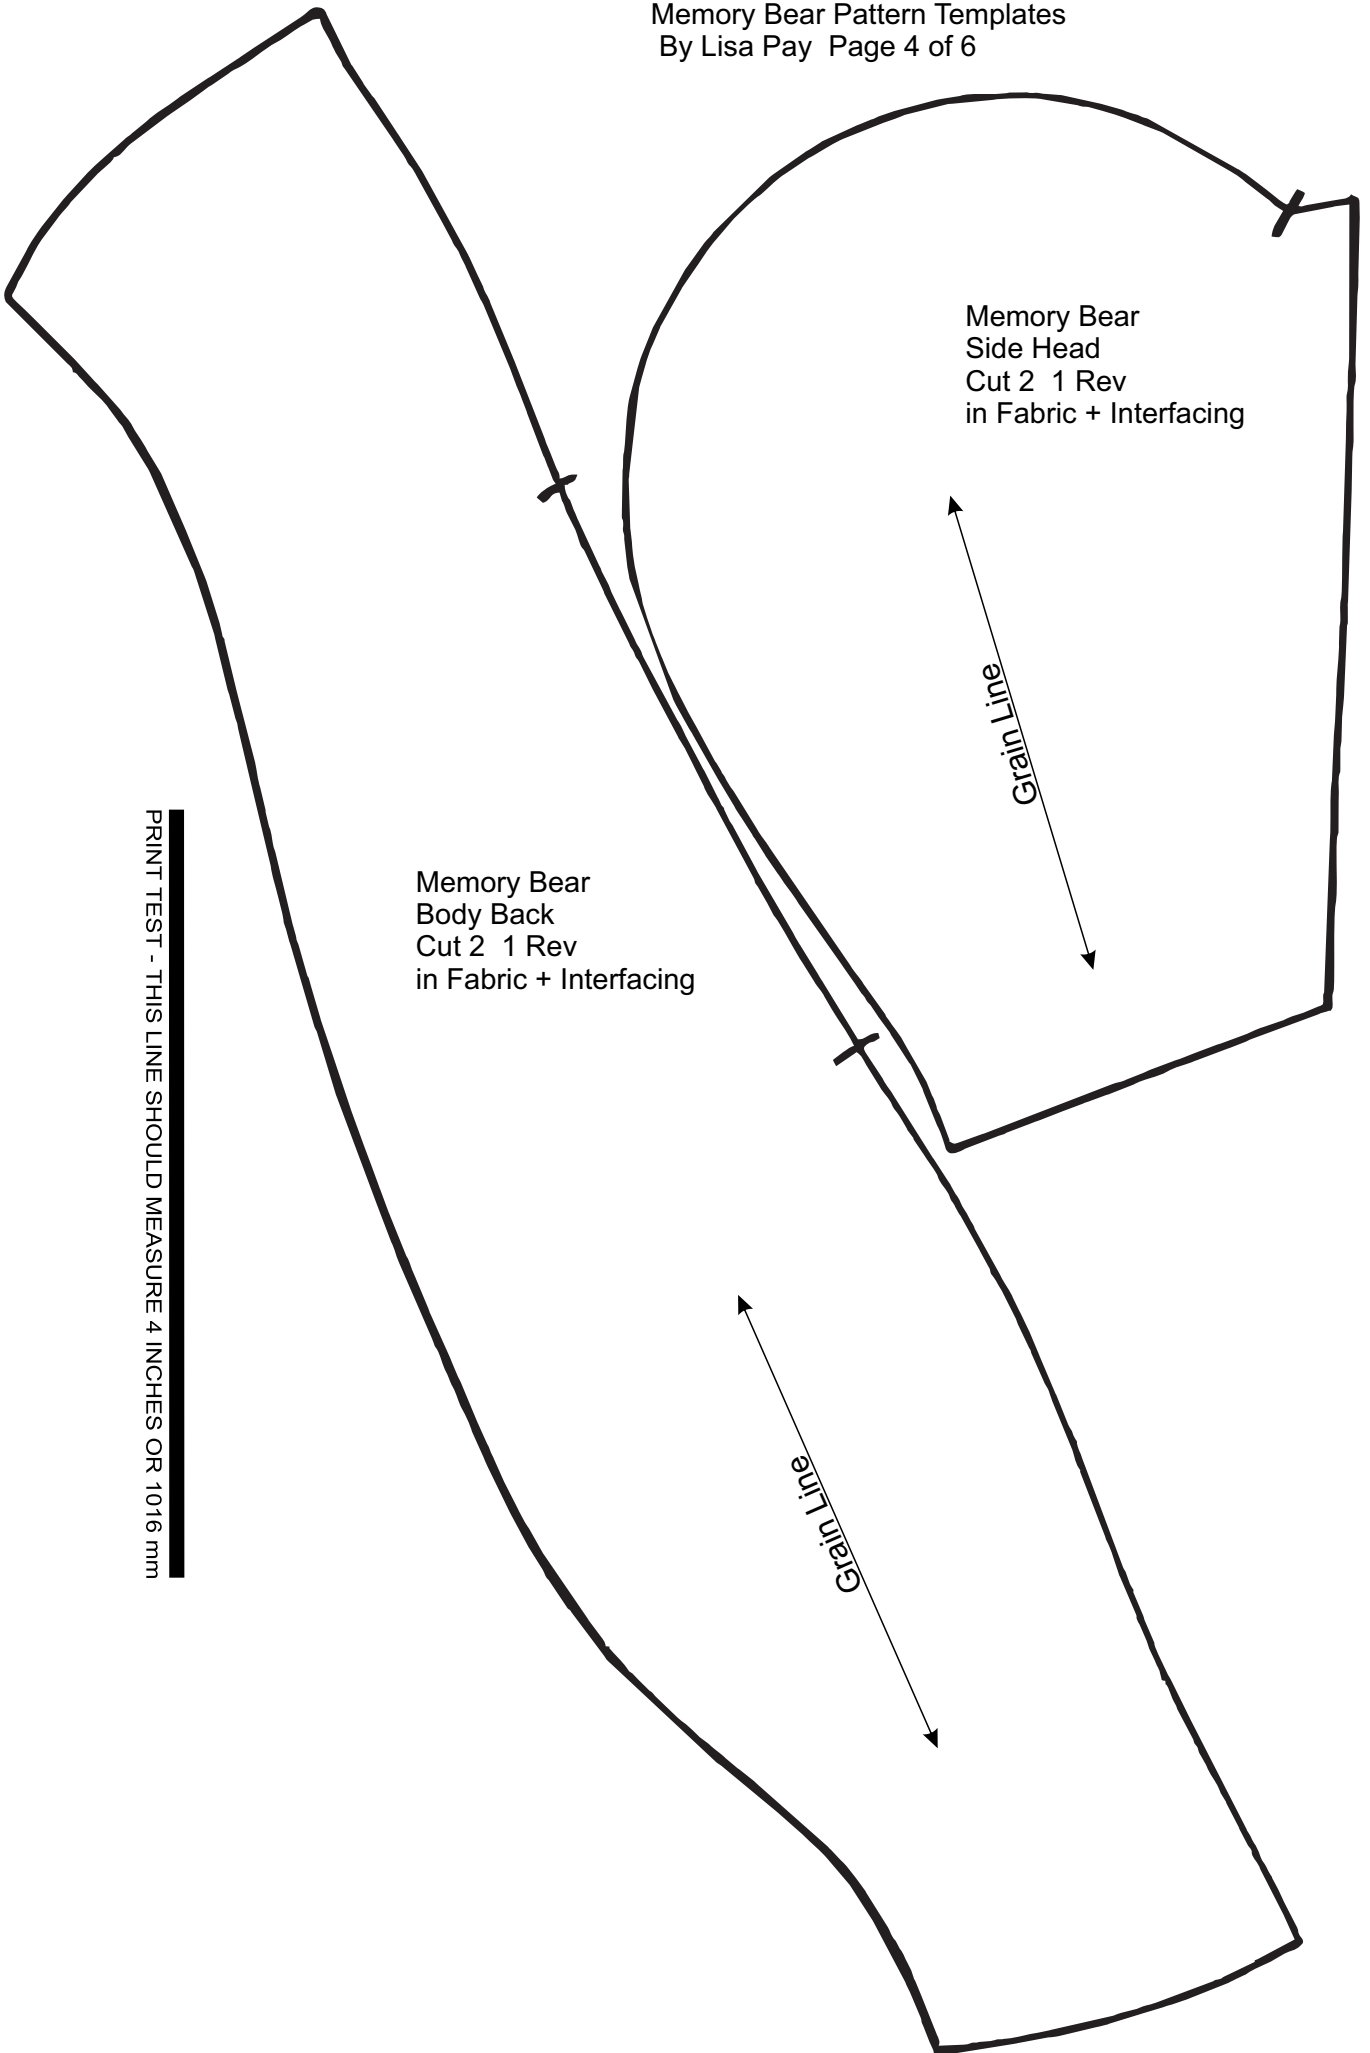 Memory Bear Pattern Templates
By Lisa Pay Page 4 of 6
Memory Bear
Side Head
Cut 2 1 Rev
in Fabric + Interfacing
Grain Line
Memory Bear
Body Back
Cut 2 1 Rev
in Fabric + Interfacing
Grain Line
PRINT TEST - THIS LINE SHOULD MEASURE 4 INCHES OR 1016 mm